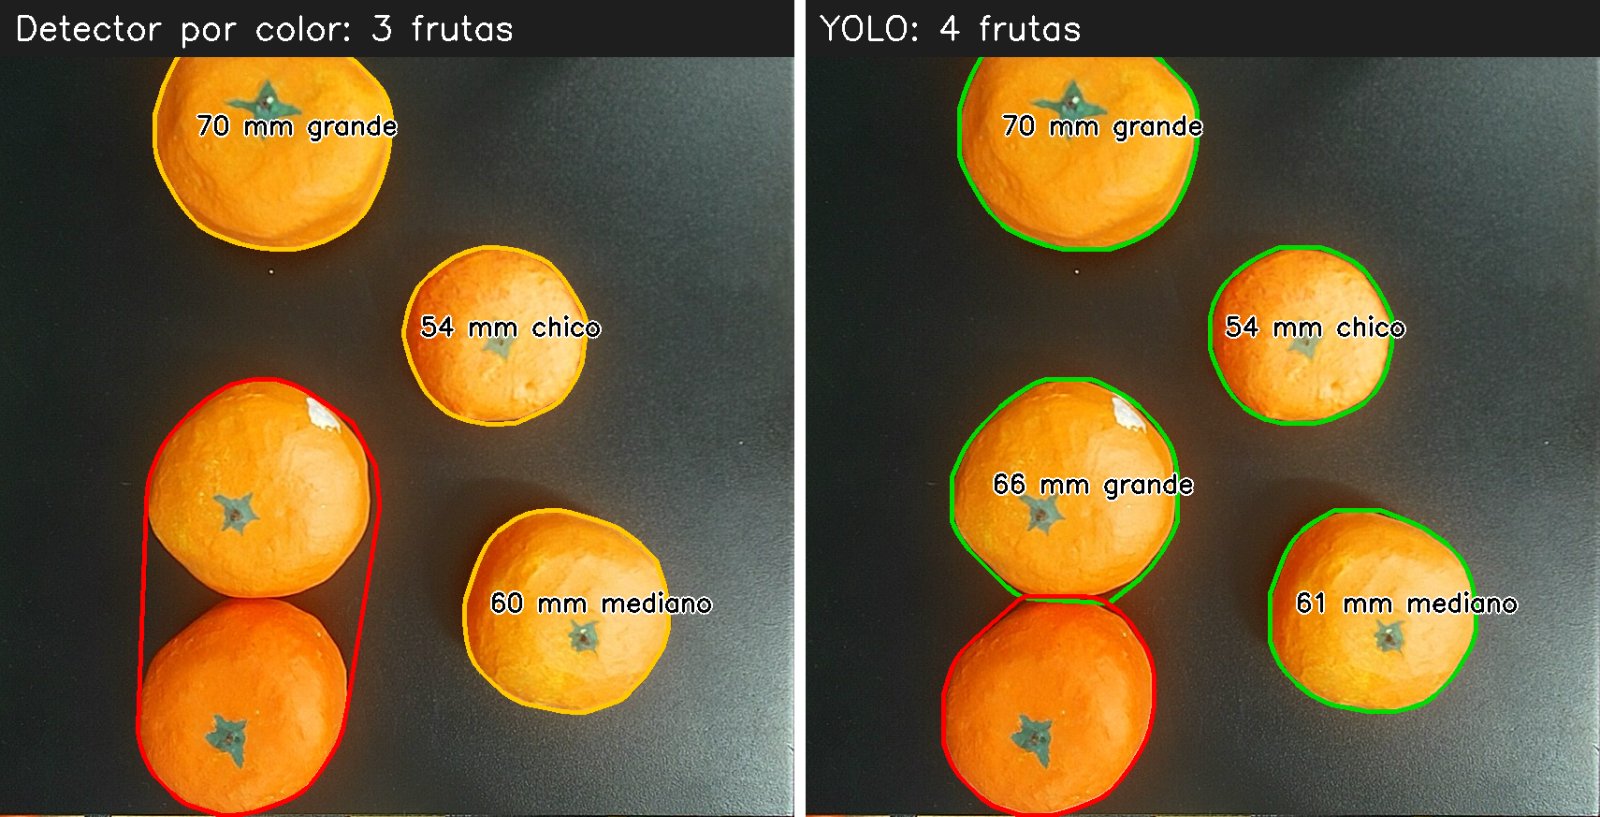 Detector por color: 3 frutas
70 mm grande
54 mm chico
60 mm mediano
YOLO: 4 frutas
70 mm grande
54 mm chico
66 mm grande
61 mm mediano